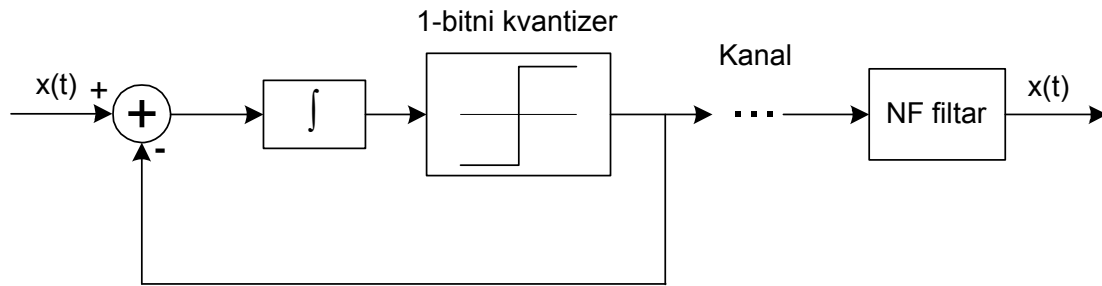 1-bitni kvantizer
Kanal
x(t)
+
+
-
∫
...
NF filtar
x(t)